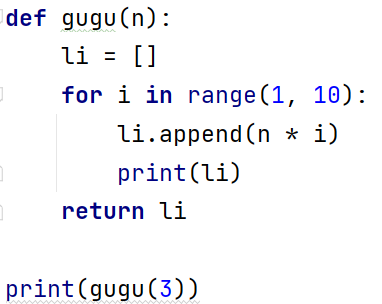 def gugu(n):
    li = []
    for i in range(1, 10):
        li.append(n * i)
        print(li)
    return li

print(gugu(3))